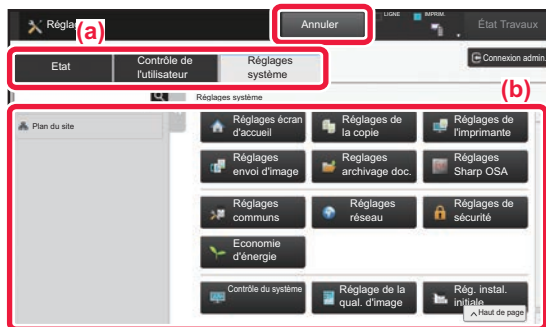 Réglages
Annuler
LIGNE
IMPRIM.
État Travaux
(a)
Etat
Contrôle de
l'utilisateur
Réglages
système
Connexion admin.
(b)
Réglages système
Plan du site
Réglages écran
d'accueil
Réglages de
la copie
Réglages de
l'imprimante
Réglages
envoi d'image
Reglages
archivage doc.
Réglages
Sharp OSA
Réglages
communs
Réglages
réseau
Réglages de
sécurité
Economie
d'énergie
Contrôle du système
Réglage de la
qual. d'image
Rég. instal.
initiale
Haut de page